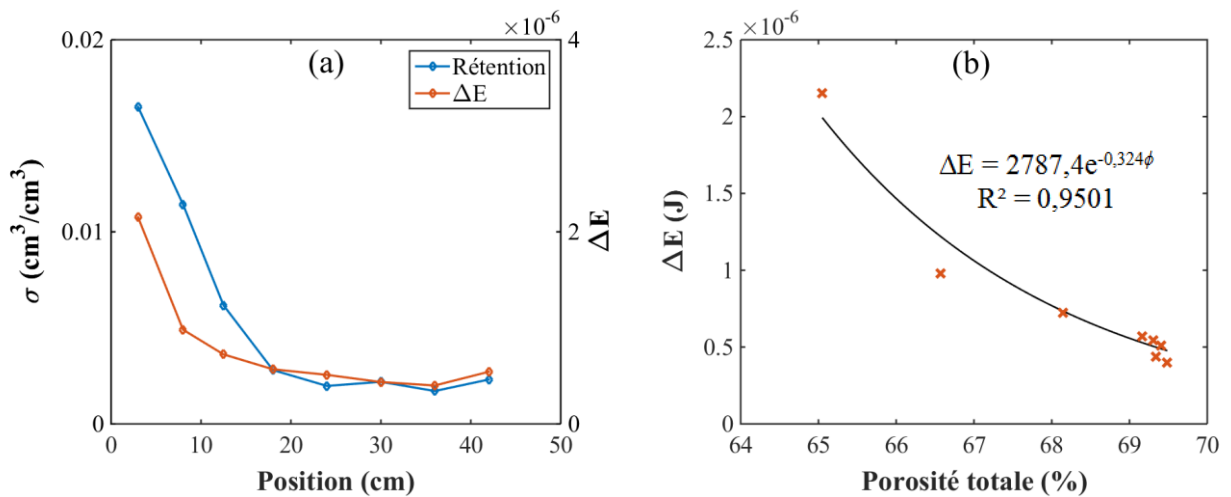 (a)
×10⁻⁶
0.02
0.01
0
σ (cm³/cm³)
4
2
0
ΔE
Rétention
ΔE
0 10 20 30 40 50
Position (cm)
(b)
×10⁻⁶
2.5
2
1.5
1
0.5
0
ΔE (J)
ΔE = 2787,4e⁻⁰,³²⁴ᶲ
R² = 0,9501
64 65 66 67 68 69 70
Porosité totale (%)